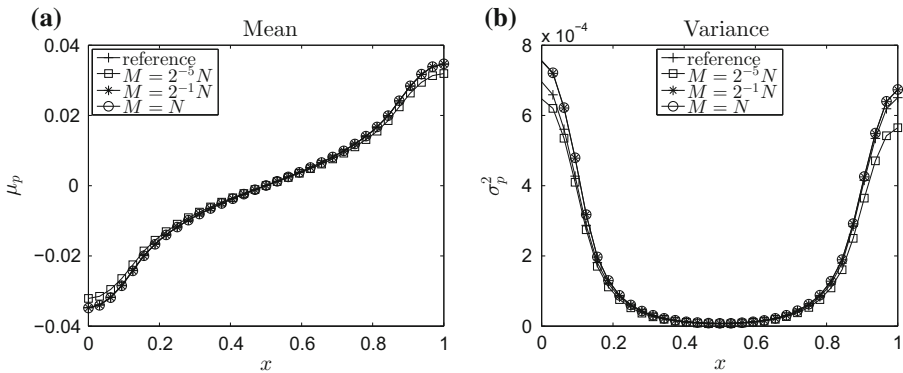 (a)
Mean
0.04
0.02
0
−0.02
−0.04
μp
reference
M = 2⁻⁵N
M = 2⁻¹N
M = N
0 0.2 0.4 0.6 0.8 1
x
(b)
× 10⁻⁴
Variance
8
6
4
2
0
σ²p
reference
M = 2⁻⁵N
M = 2⁻¹N
M = N
0 0.2 0.4 0.6 0.8 1
x